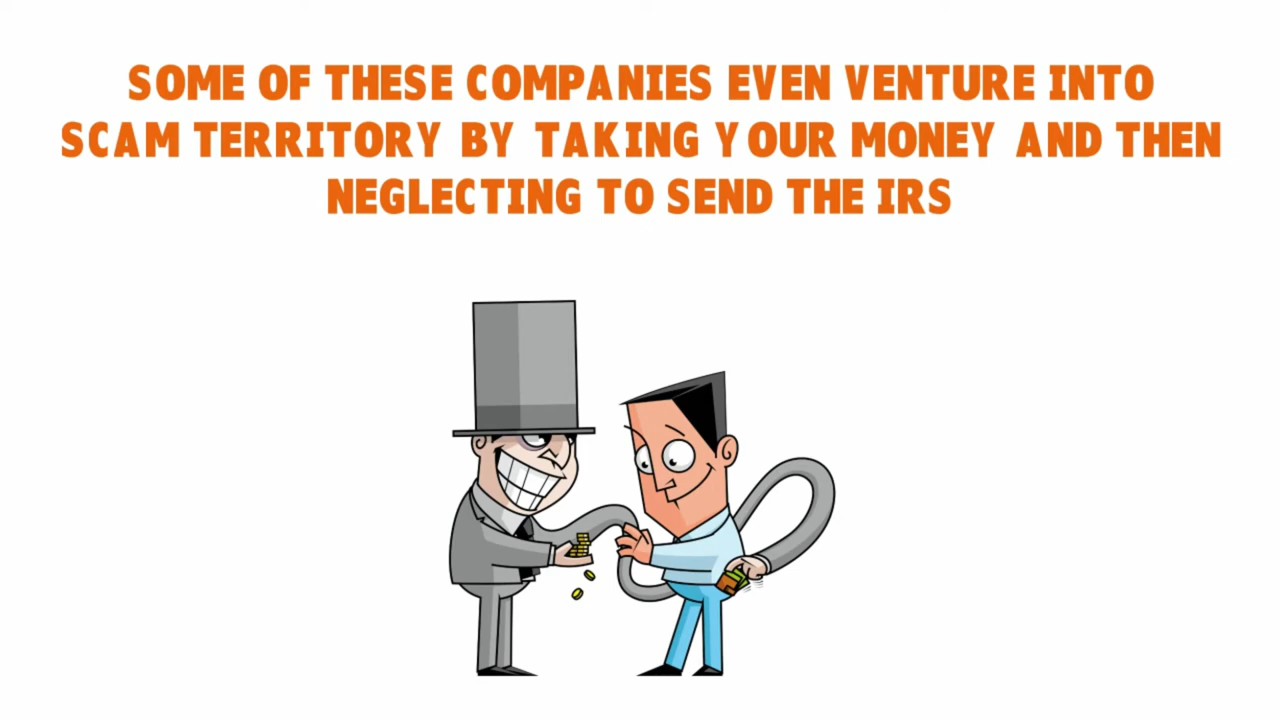 SOME OF THESE COMPANIES EVEN VENTURE INTO
SCAM TERRITORY BY TAKING YOUR MONEY AND THEN
NEGLECTING TO SEND THE IRS